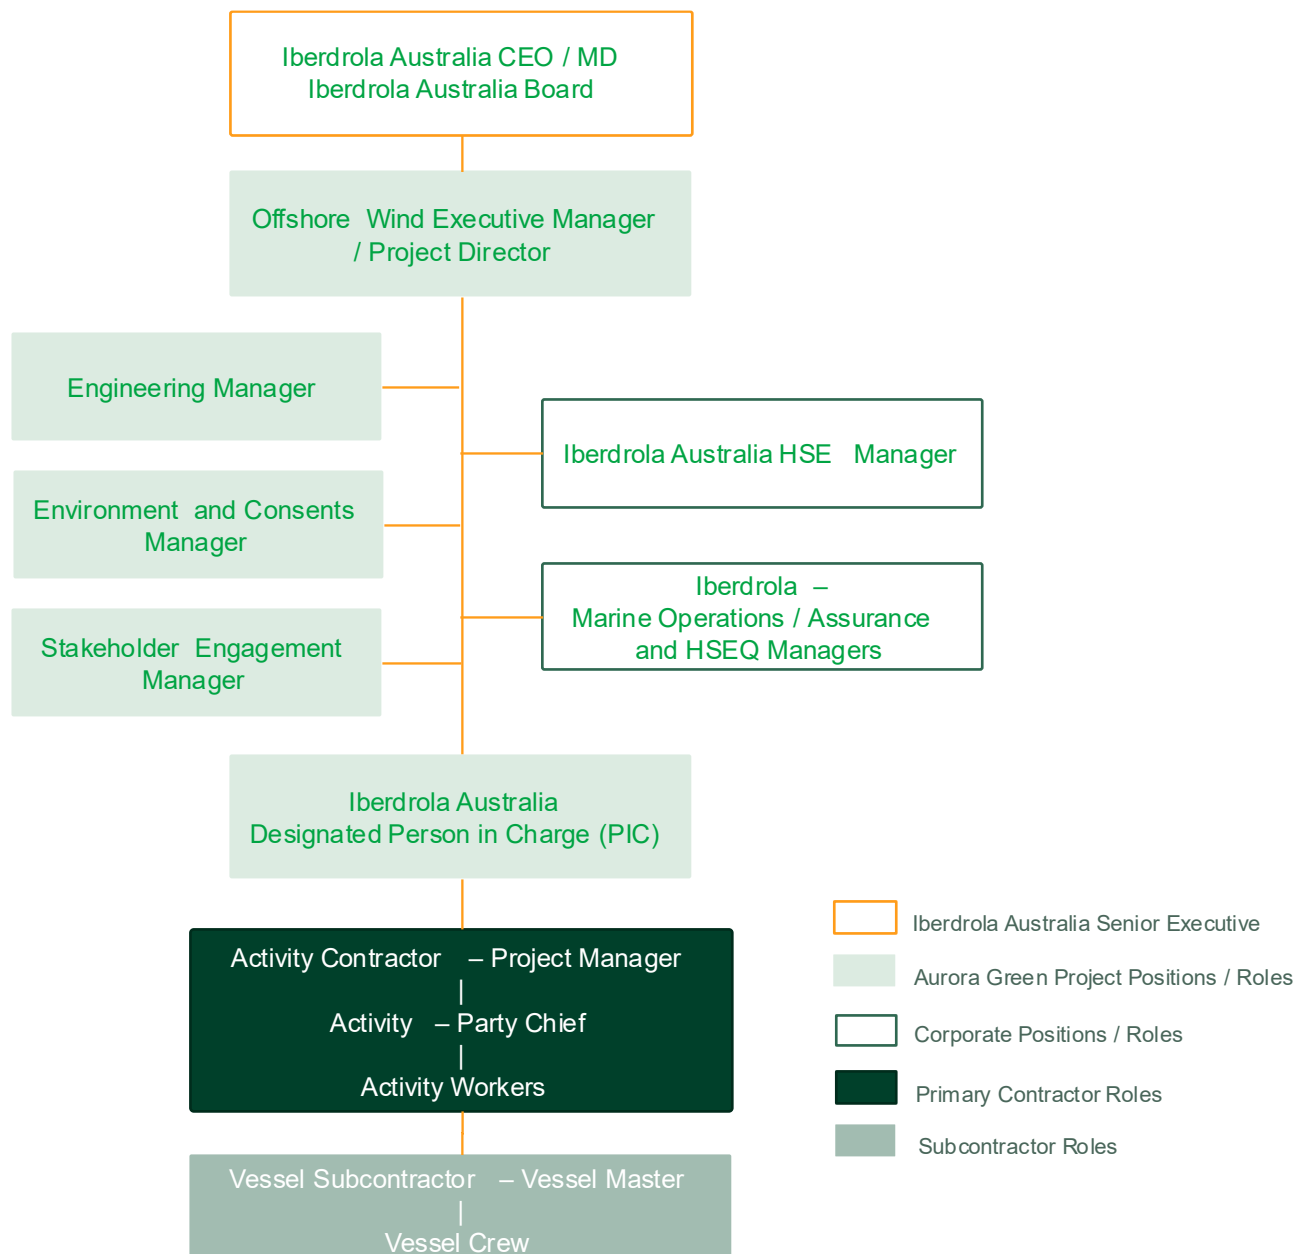 Iberdrola Australia CEO / MD
Iberdrola Australia Board
Offshore Wind Executive Manager
/ Project Director
Engineering Manager
Iberdrola Australia HSE Manager
Environment and Consents
Manager
Iberdrola –
Marine Operations / Assurance
and HSEQ Managers
Stakeholder Engagement
Manager
Iberdrola Australia
Designated Person in Charge (PIC)
Activity Contractor – Project Manager
|
Activity – Party Chief
|
Activity Workers
Vessel Subcontractor – Vessel Master
|
Vessel Crew
Iberdrola Australia Senior Executive
Aurora Green Project Positions / Roles
Corporate Positions / Roles
Primary Contractor Roles
Subcontractor Roles